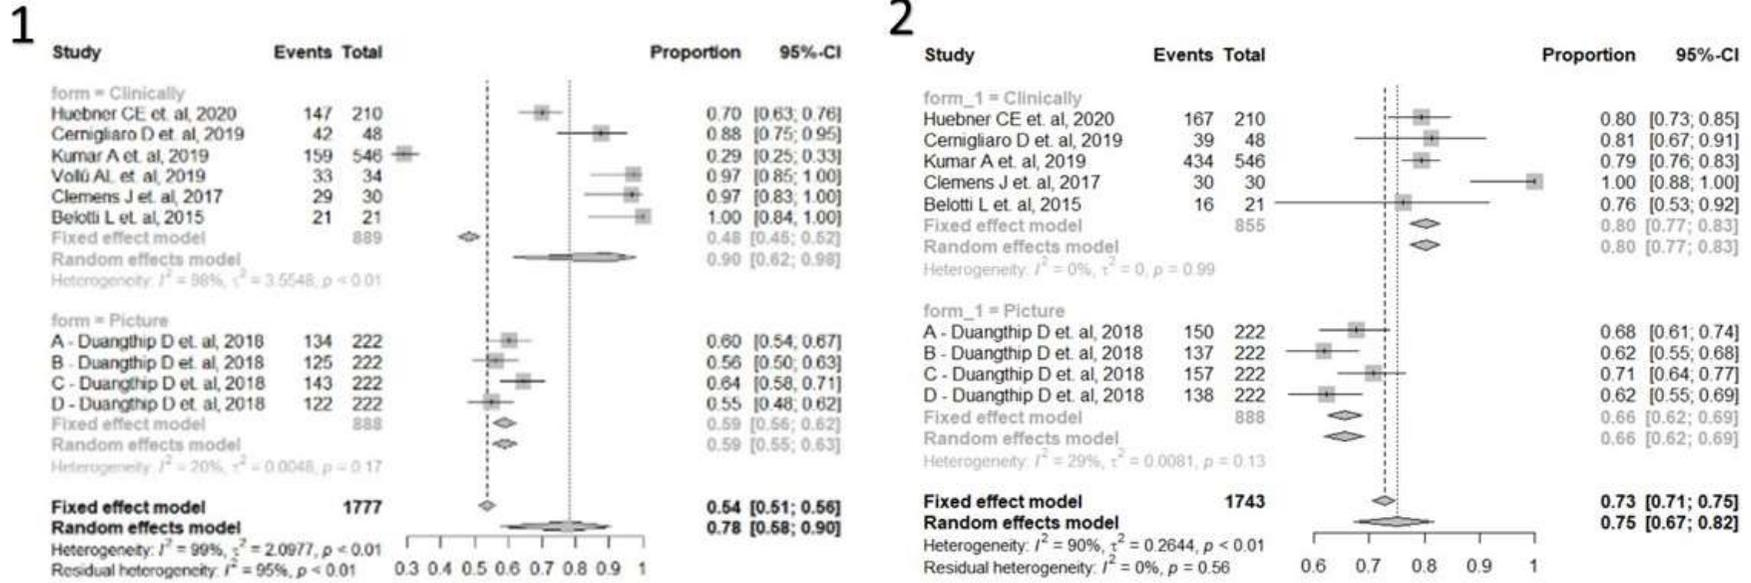 1
Study Events Total Proportion 95%-CI
form = Clinically
Huebner CE et. al, 2020 147 210 0.70 [0.63; 0.76]
Cernigliaro D et. al, 2019 42 48 0.88 [0.75; 0.95]
Kumar A et. al, 2019 159 546 0.29 [0.25; 0.33]
Vollú AL et. al, 2019 33 34 0.97 [0.85; 1.00]
Clemens J et. al, 2017 29 30 0.97 [0.83; 1.00]
Belotti L et. al, 2015 21 21 1.00 [0.84; 1.00]
Fixed effect model 889 0.48 [0.45; 0.52]
Random effects model 0.90 [0.62; 0.98]
Heterogeneity: I² = 98%, τ² = 3.5548, p < 0.01
form = Picture
A - Duangthip D et. al, 2018 134 222 0.60 [0.54; 0.67]
B - Duangthip D et. al, 2018 125 222 0.56 [0.50; 0.63]
C - Duangthip D et. al, 2018 143 222 0.64 [0.58; 0.71]
D - Duangthip D et. al, 2018 122 222 0.55 [0.48; 0.62]
Fixed effect model 888 0.59 [0.56; 0.62]
Random effects model 0.59 [0.55; 0.63]
Heterogeneity: I² = 20%, τ² = 0.0048, p = 0.17
Fixed effect model 1777 0.54 [0.51; 0.56]
Random effects model 0.78 [0.58; 0.90]
Heterogeneity: I² = 99%, τ² = 2.0977, p < 0.01
Residual heterogeneity: I² = 95%, p < 0.01
0.3 0.4 0.5 0.6 0.7 0.8 0.9 1
2
Study Events Total Proportion 95%-CI
form_1 = Clinically
Huebner CE et. al, 2020 167 210 0.80 [0.73; 0.85]
Cernigliaro D et. al, 2019 39 48 0.81 [0.67; 0.91]
Kumar A et. al, 2019 434 546 0.79 [0.76; 0.83]
Clemens J et. al, 2017 30 30 1.00 [0.88; 1.00]
Belotti L et. al, 2015 16 21 0.76 [0.53; 0.92]
Fixed effect model 855 0.80 [0.77; 0.83]
Random effects model 0.80 [0.77; 0.83]
Heterogeneity: I² = 0%, τ² = 0, p = 0.99
form_1 = Picture
A - Duangthip D et. al, 2018 150 222 0.68 [0.61; 0.74]
B - Duangthip D et. al, 2018 137 222 0.62 [0.55; 0.68]
C - Duangthip D et. al, 2018 157 222 0.71 [0.64; 0.77]
D - Duangthip D et. al, 2018 138 222 0.62 [0.55; 0.69]
Fixed effect model 888 0.66 [0.62; 0.69]
Random effects model 0.66 [0.62; 0.69]
Heterogeneity: I² = 29%, τ² = 0.0081, p = 0.13
Fixed effect model 1743 0.73 [0.71; 0.75]
Random effects model 0.75 [0.67; 0.82]
Heterogeneity: I² = 90%, τ² = 0.2644, p < 0.01
Residual heterogeneity: I² = 0%, p = 0.56
0.6 0.7 0.8 0.9 1